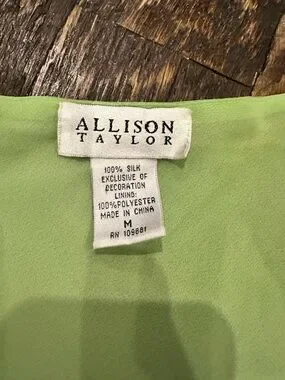 ALLISON
TAYLOR
100% SILK
EXCLUSIVE OF
DECORATION
LINING:
100%POLYESTER
MADE IN CHINA
M
RN 109881